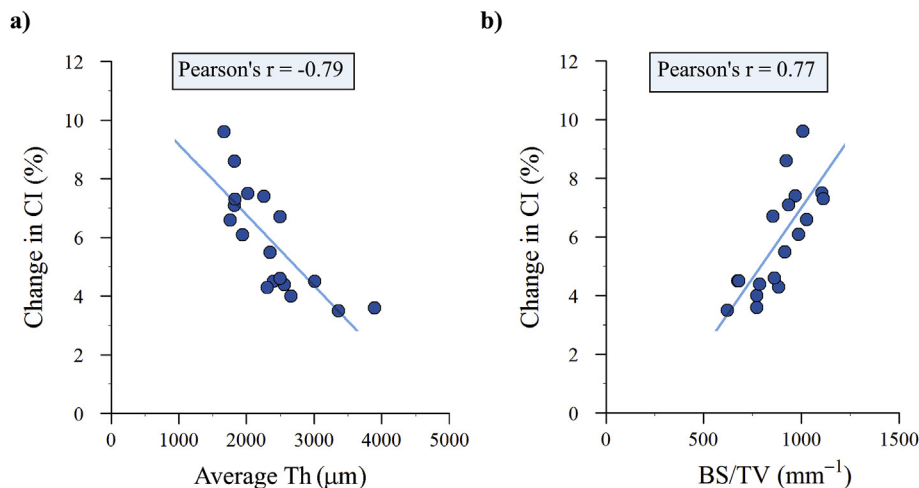 a)
Pearson's r = -0.79
Change in CI (%)
12
10
8
6
4
2
0
0 1000 2000 3000 4000 5000
Average Th (μm)
b)
Pearson's r = 0.77
Change in CI (%)
12
10
8
6
4
2
0
0 500 1000 1500
BS/TV (mm⁻¹)